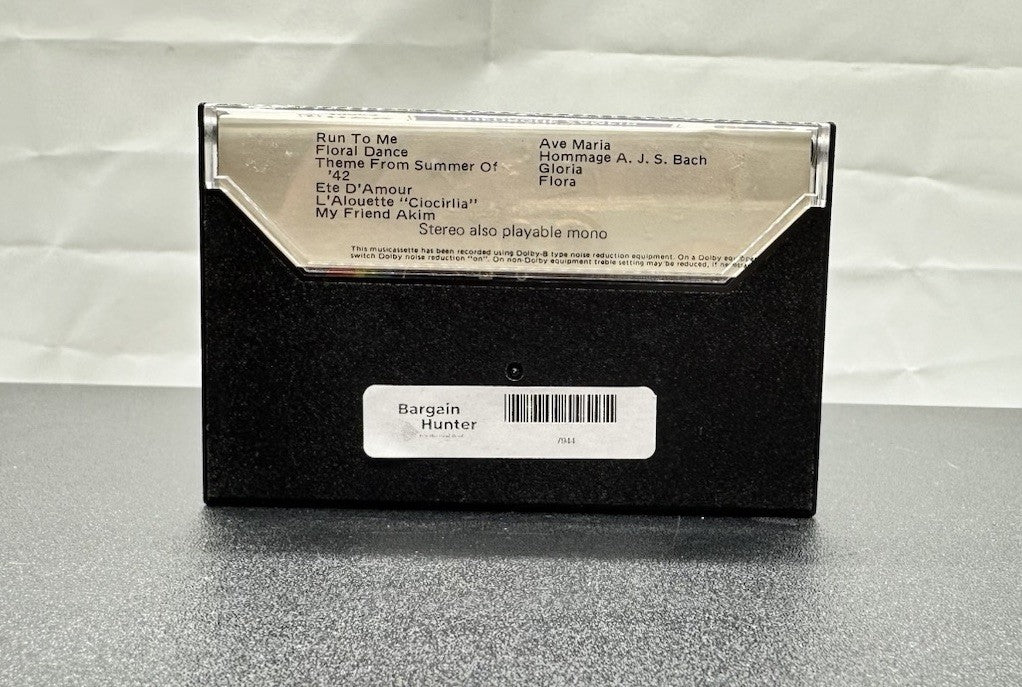 Run To Me
Floral Dance
Theme From Summer Of
'42
Ete D'Amour
L'Alouette "Ciocirlia"
My Friend Akim
Ave Maria
Hommage A. J. S. Bach
Gloria
Flora
Stereo also playable mono
This musicassette has been recorded using Dolby-B type noise reduction equipment. On a Dolby
switch Dolby noise reduction "on". On non-Dolby equipment treble setting may be reduced, if
Bargain
Hunter
7944